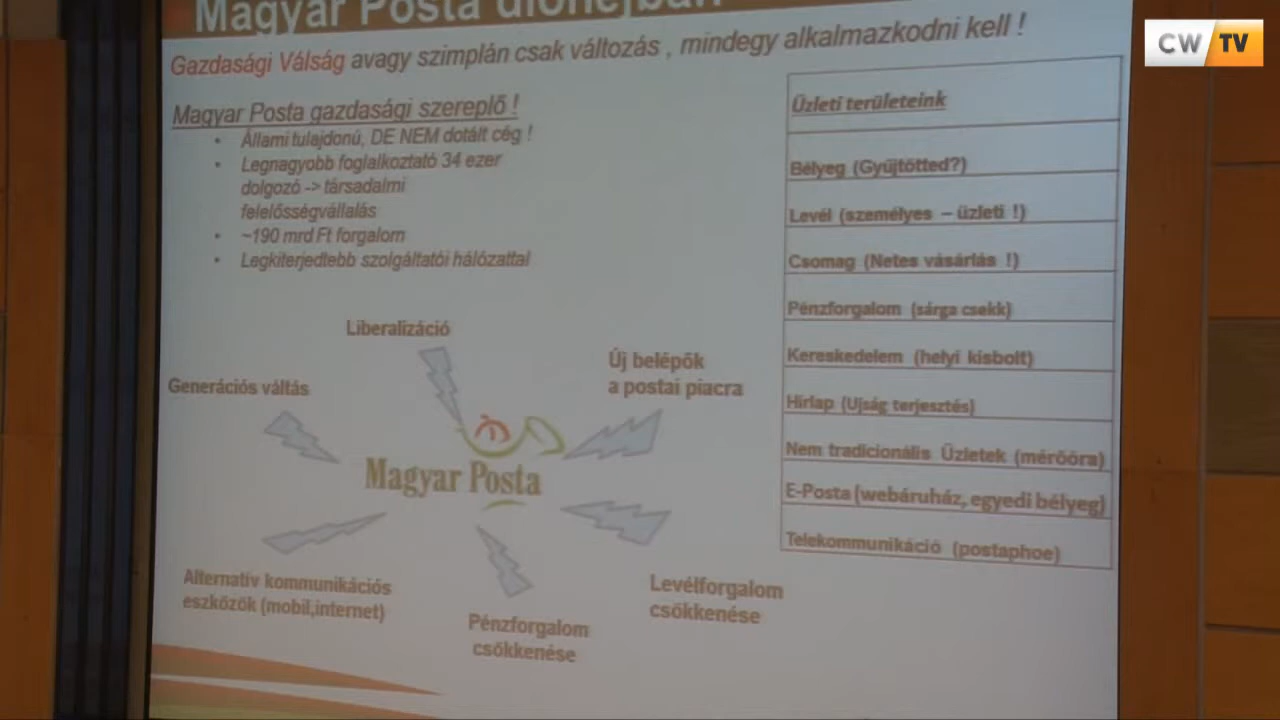 Magyar Posta dióhéjban
CW TV
Gazdasági Válság avagy szimplán csak változás , mindegy alkalmazkodni kell !
Magyar Posta gazdasági szereplő !
• Állami tulajdonú, DE NEM dotált cég !
• Legnagyobb foglalkoztató 34 ezer
dolgozó -> társadalmi
felelősségvállalás
• ~190 mrd Ft forgalom
• Legkiterjedtebb szolgáltatói hálózattal
Liberalizáció
Generációs váltás
Új belépők
a postai piacra
Magyar Posta
Alternatív kommunikációs
eszközök (mobil,internet)
Pénzforgalom
csökkenése
Levélforgalom
csökkenése
Üzleti területeink
Bélyeg (Gyűjtötted?)
Levél (személyes – üzleti !)
Csomag (Netes vásárlás !)
Pénzforgalom (sárga csekk)
Kereskedelem (helyi kisbolt)
Hírlap (Ujság terjesztés)
Nem tradicionális Üzletek (mérőóra)
E-Posta (webáruház, egyedi bélyeg)
Telekommunikáció (postaphoe)